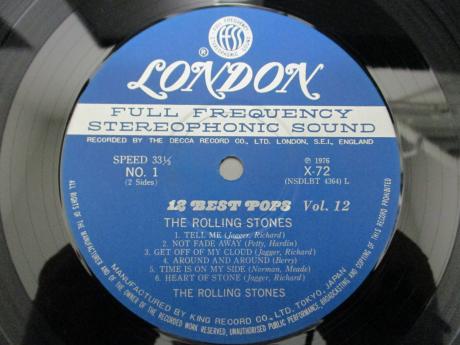 FULL FREQUENCY STEREOPHONIC SOUND
ffss
®
LONDON
FULL FREQUENCY
STEREOPHONIC SOUND
RECORDED BY THE DECCA RECORD CO., LTD. LONDON, S.E.I., ENGLAND
SPEED 33⅓
NO. 1
(2 Sides)
℗ 1976
X-72
(NSDLBT 4364) L
12 BEST POPS Vol. 12
THE ROLLING STONES
1. TELL ME (Jagger, Richard)
2. NOT FADE AWAY (Petty, Hardin)
3. GET OFF OF MY CLOUD (Jagger, Richard)
4. AROUND AND AROUND (Berry)
5. TIME IS ON MY SIDE (Norman, Meade)
6. HEART OF STONE (Jagger, Richard)
THE ROLLING STONES
MANUFACTURED BY KING RECORD CO., LTD. TOKYO, JAPAN
ALL RIGHTS OF THE MANUFACTURER AND OF THE OWNER OF THE RECORDED WORK RESERVED, UNAUTHORISED PUBLIC PERFORMANCE, BROADCASTING AND COPYING OF THIS RECORD PROHIBITED